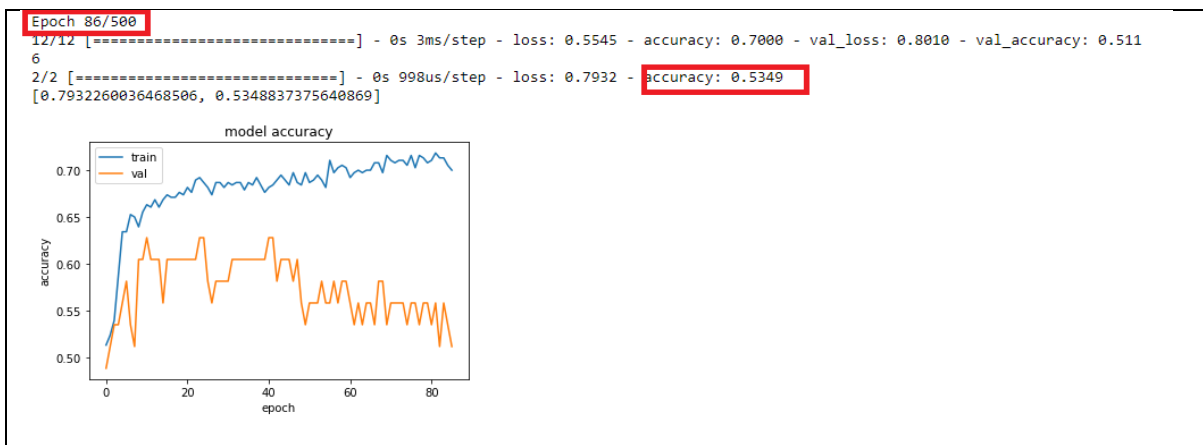 Epoch 86/500
12/12 [==============================] - 0s 3ms/step - loss: 0.5545 - accuracy: 0.7000 - val_loss: 0.8010 - val_accuracy: 0.511
6
2/2 [==============================] - 0s 998us/step - loss: 0.7932 - accuracy: 0.5349
[0.7932260036468506, 0.5348837375640869]
model accuracy
train
val
0.70
0.65
0.60
0.55
0.50
accuracy
0 20 40 60 80
epoch